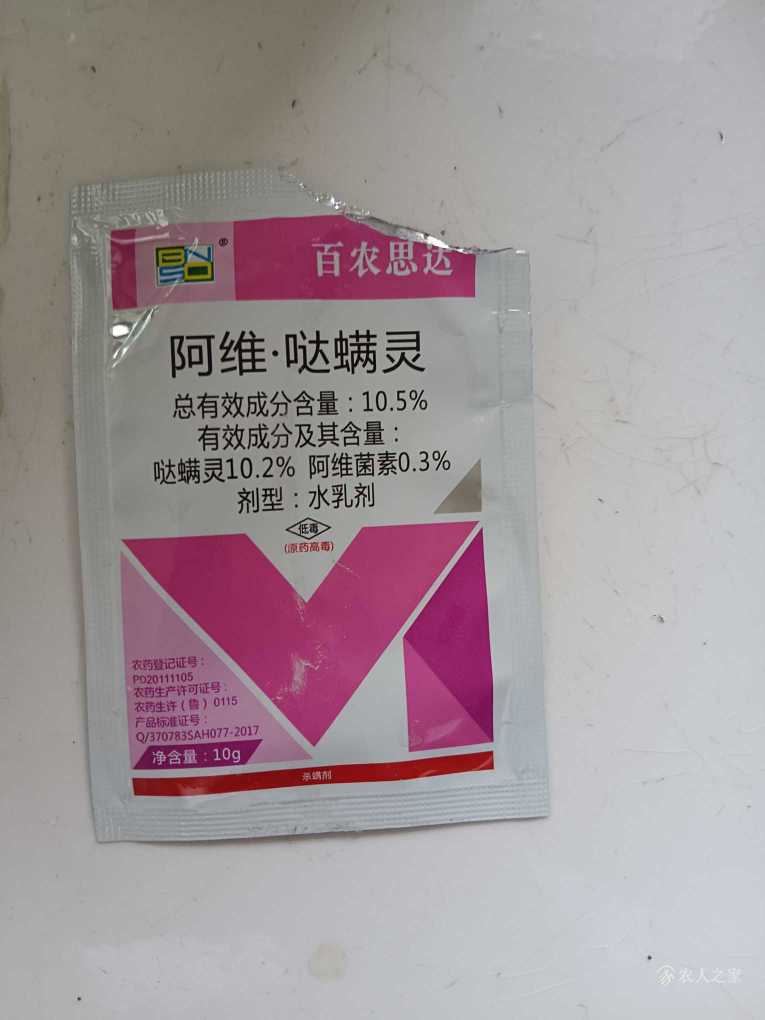 BNSD®
百农思达
阿维·哒螨灵
总有效成分含量：10.5%
有效成分及其含量：
哒螨灵10.2% 阿维菌素0.3%
剂型：水乳剂
低毒
(原药高毒)
农药登记证号：
PD20111105
农药生产许可证号：
农药生许（鲁）0115
产品标准证号：
Q/370783SAH077-2017
净含量：10g
杀螨剂
农人之家